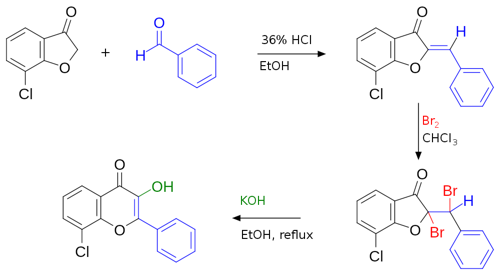 O
O
Cl
+
O
H
36% HCl
EtOH
O
H
O
Cl
Br2
CHCl3
O
Br
H
O
Br
Cl
KOH
EtOH, reflux
O
OH
O
Cl